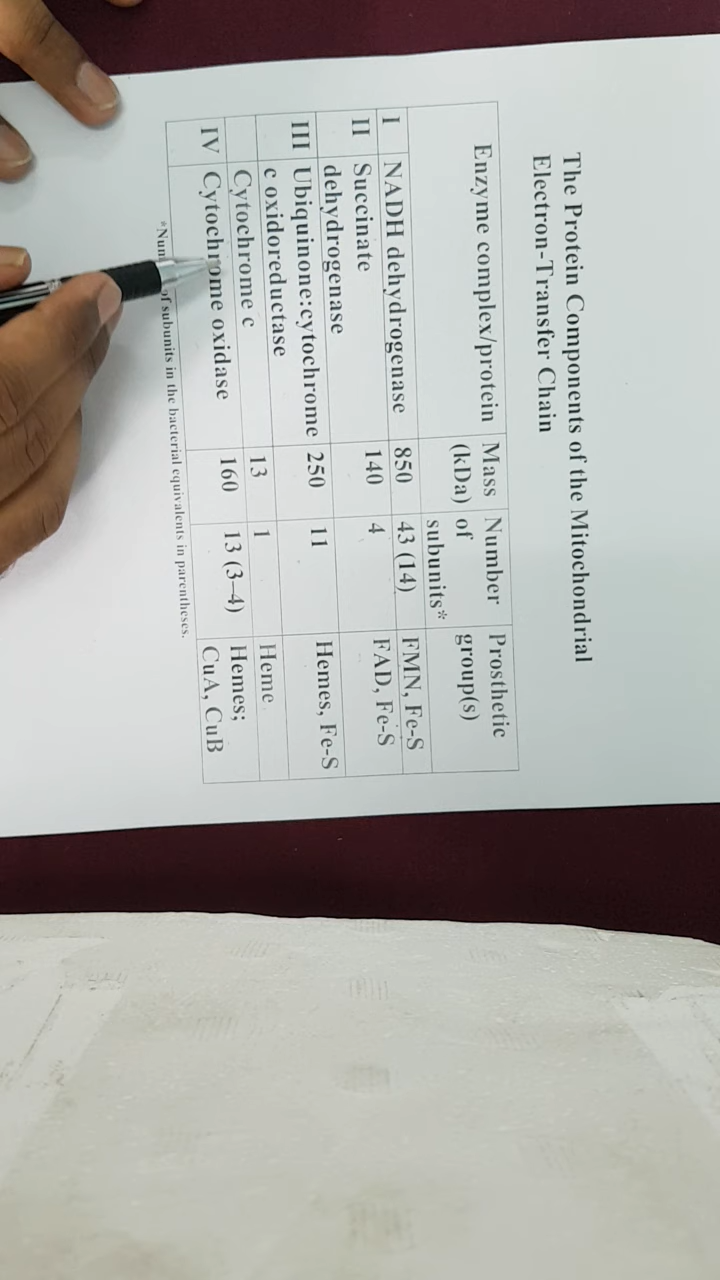 The Protein Components of the Mitochondrial
Electron-Transfer Chain
Enzyme complex/protein Mass (kDa) Number of subunits* Prosthetic group(s)
I NADH dehydrogenase 850 43 (14) FMN, Fe-S
II Succinate dehydrogenase 140 4 FAD, Fe-S
III Ubiquinone:cytochrome c oxidoreductase 250 11 Hemes, Fe-S
Cytochrome c 13 1 Heme
IV Cytochrome oxidase 160 13 (3–4) Hemes; CuA, CuB
of subunits in the bacterial equivalents in parentheses.